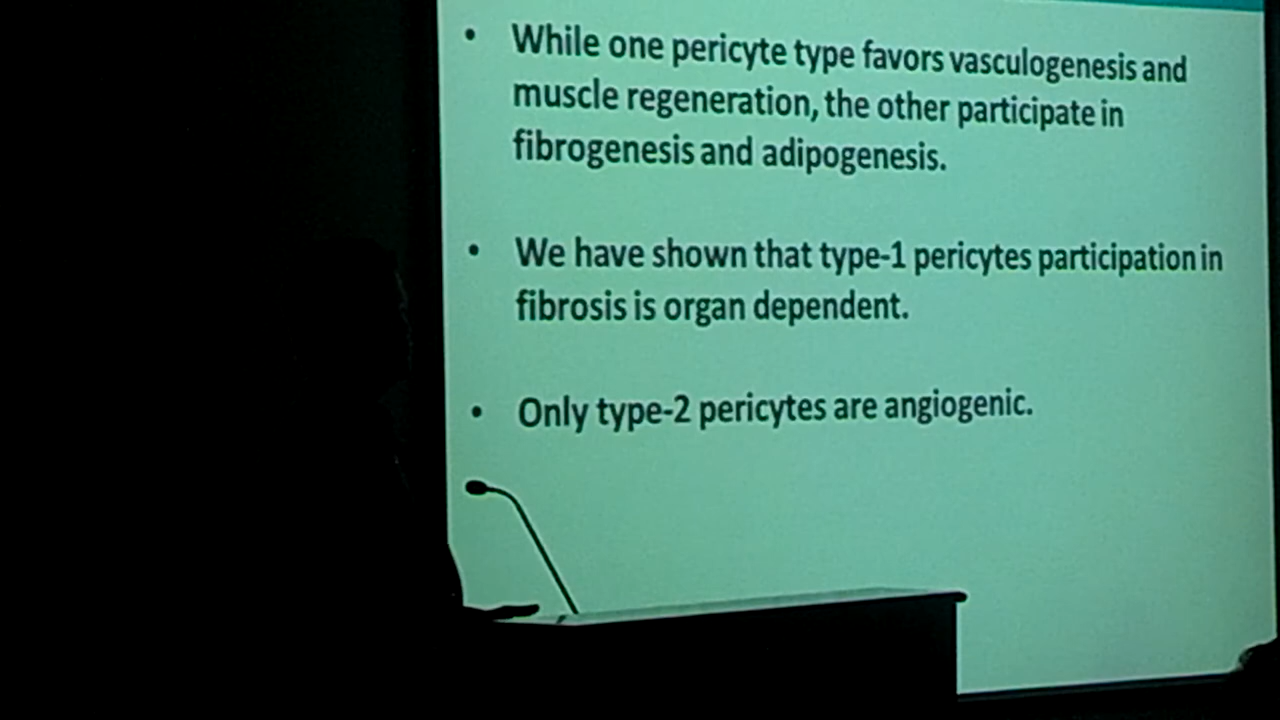 • While one pericyte type favors vasculogenesis and
muscle regeneration, the other participate in
fibrogenesis and adipogenesis.
• We have shown that type-1 pericytes participation in
fibrosis is organ dependent.
• Only type-2 pericytes are angiogenic.